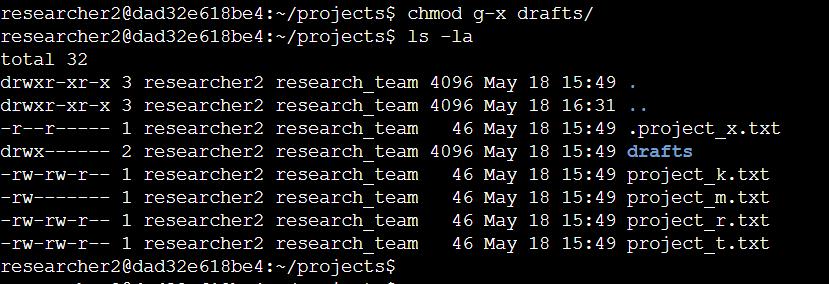 researcher2@dad32e618be4:~/projects$ chmod g-x drafts/
researcher2@dad32e618be4:~/projects$ ls -la
total 32
drwxr-xr-x 3 researcher2 research_team 4096 May 18 15:49 .
drwxr-xr-x 3 researcher2 research_team 4096 May 18 16:31 ..
-r--r----- 1 researcher2 research_team   46 May 18 15:49 .project_x.txt
drwx------ 2 researcher2 research_team 4096 May 18 15:49 drafts
-rw-rw-r-- 1 researcher2 research_team   46 May 18 15:49 project_k.txt
-rw------- 1 researcher2 research_team   46 May 18 15:49 project_m.txt
-rw-rw-r-- 1 researcher2 research_team   46 May 18 15:49 project_r.txt
-rw-rw-r-- 1 researcher2 research_team   46 May 18 15:49 project_t.txt
researcher2@dad32e618be4:~/projects$